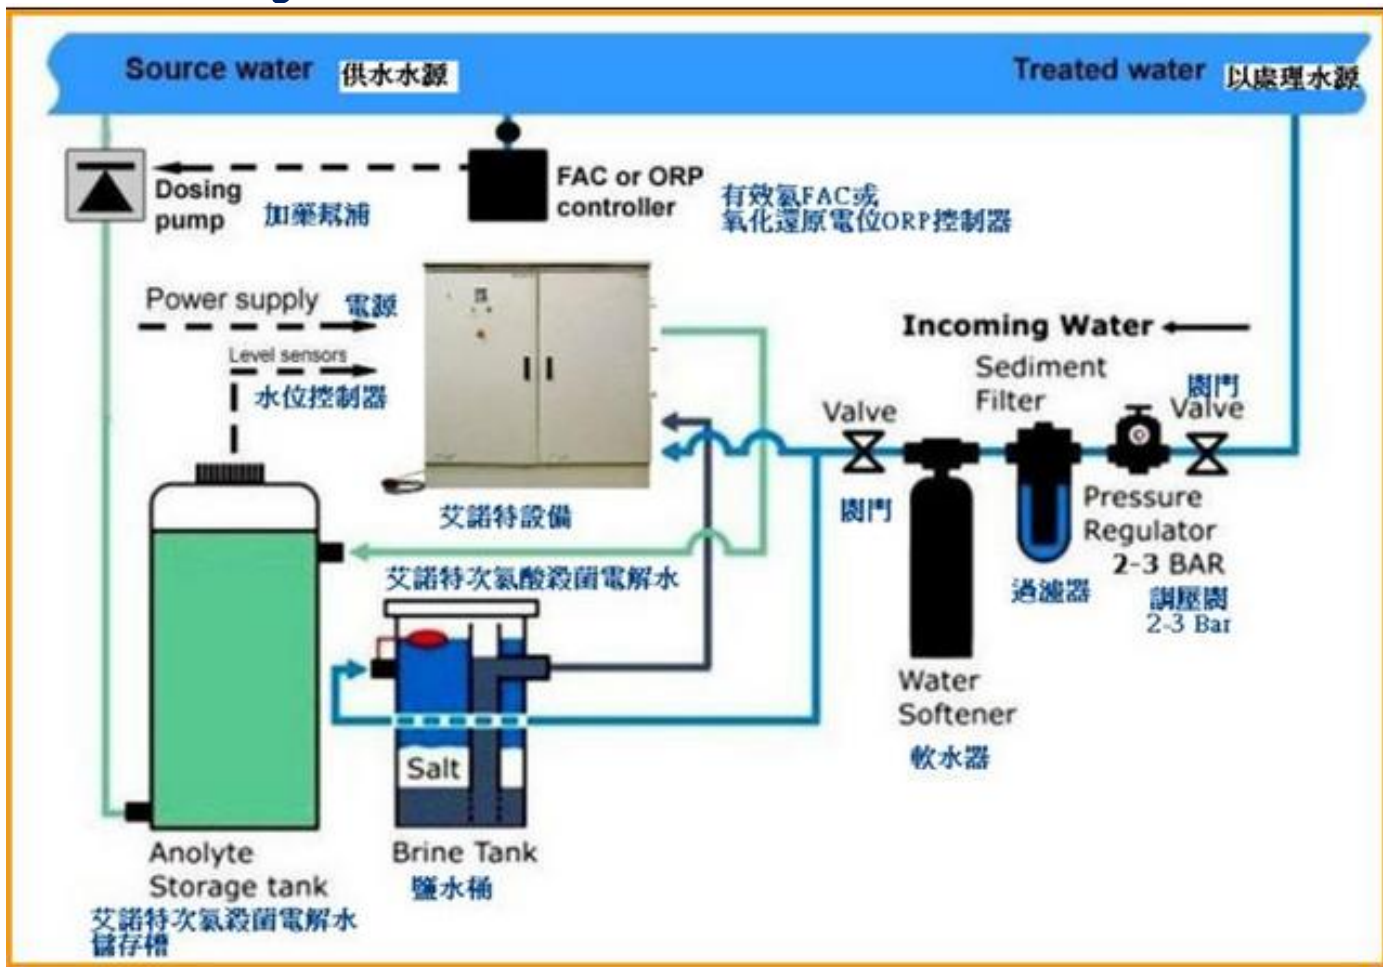 Source water 供水水源
Treated water 以處理水源
Dosing
pump 加藥幫浦
FAC or ORP
controller
有效氯FAC或
氧化還原電位ORP控制器
Power supply 電源
Level sensors
水位控制器
Incoming Water
Sediment
Filter
閥門
Valve
Valve
閥門
艾諾特設備
Pressure
Regulator
2-3 BAR
調壓閥
2-3 Bar
過濾器
艾諾特次氯酸殺菌電解水
Water
Softener
軟水器
Salt
Anolyte
Storage tank
艾諾特次氯殺菌電解水
儲存槽
Brine Tank
鹽水桶